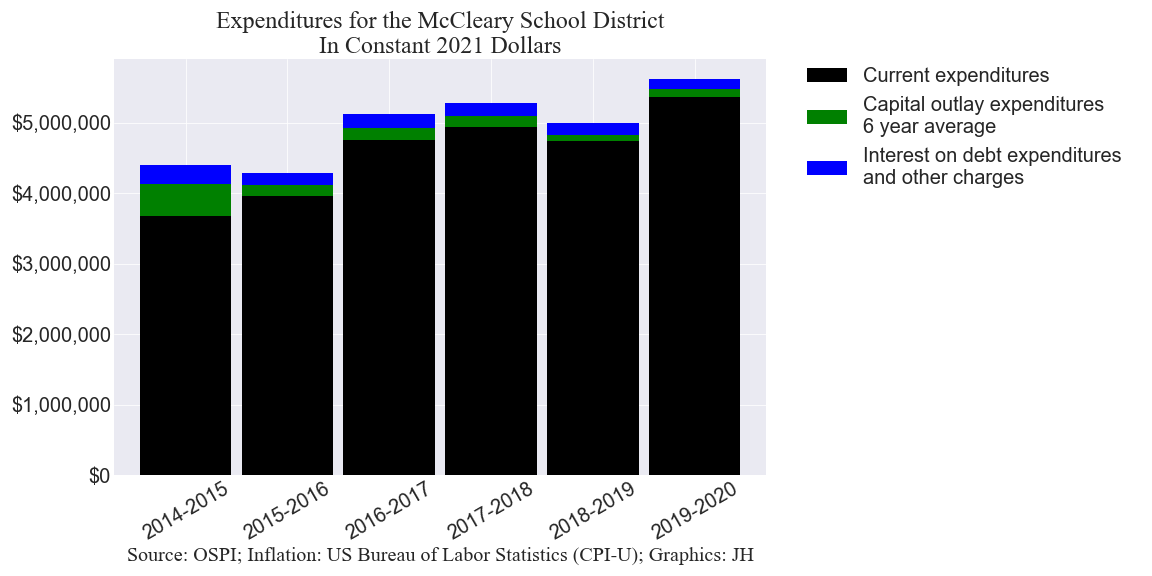 Expenditures for the McCleary School District
In Constant 2021 Dollars
Current expenditures
Capital outlay expenditures
6 year average
Interest on debt expenditures
and other charges
$5,000,000
$4,000,000
$3,000,000
$2,000,000
$1,000,000
$0
2014-2015
2015-2016
2016-2017
2017-2018
2018-2019
2019-2020
Source: OSPI; Inflation: US Bureau of Labor Statistics (CPI-U); Graphics: JH